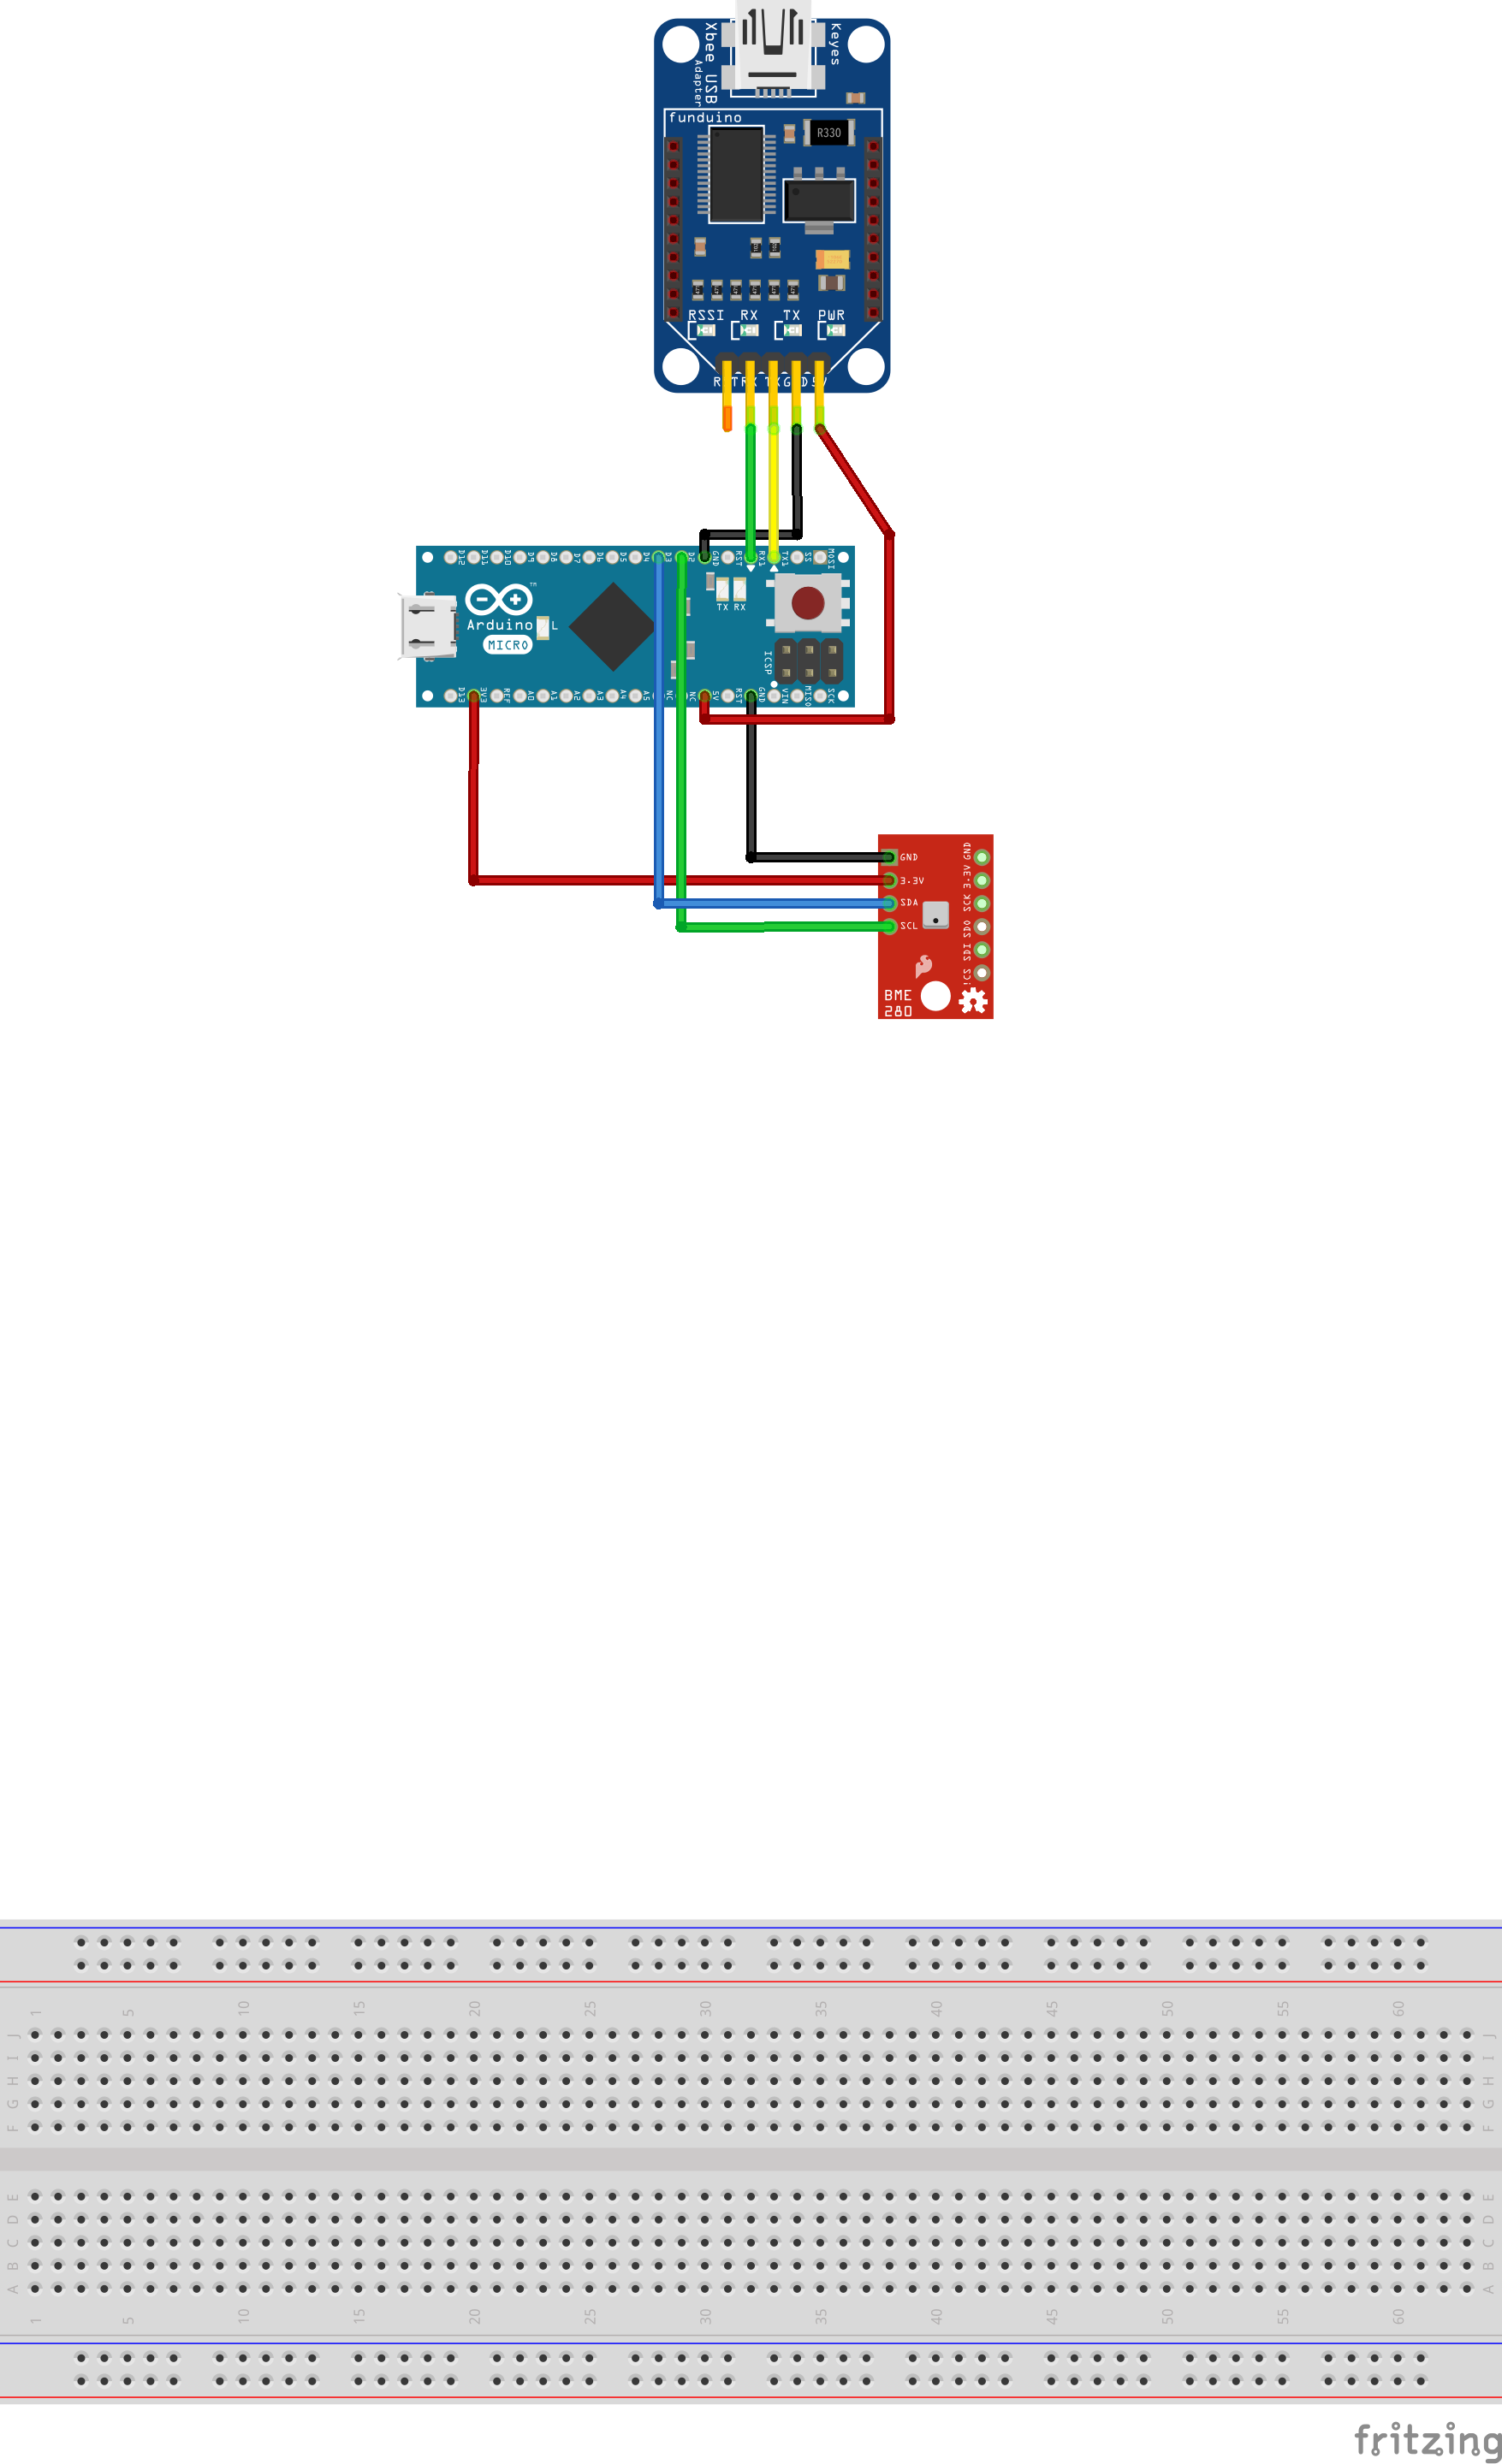 Keyes
Xbee USB
Adapter
funduino
R330
RSSI RX TX PWR
RX GND 5V
D12 D11 D10 D9 D8 D7 D6 D5 D4 D3 D2 GND RST RX1 TX1 SS MOSI
TX RX
Arduino
L
MICRO
ICSP
D13 3V3 REF A0 A1 A2 A3 A4 A5 NC NC 5V RST GND VIN MISO SCK
GND
3.3V
SDA
SCL
GND
3.3V
SCK
SDO
SDI
!CS
BME
280
1 5 10 15 20 25 30 35 40 45 50 55 60
J J
I I
H H
G G
F F
E E
D D
C C
B B
A A
1 5 10 15 20 25 30 35 40 45 50 55 60
fritzing